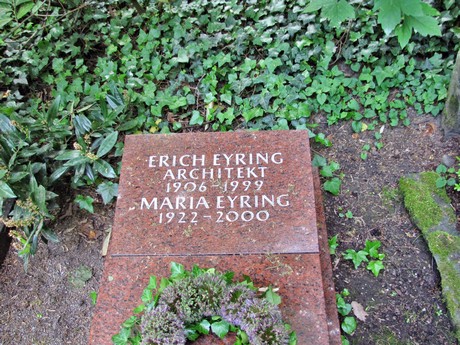 ERICH EYRING
ARCHITEKT
1906-1999
MARIA EYRING
1922-2000